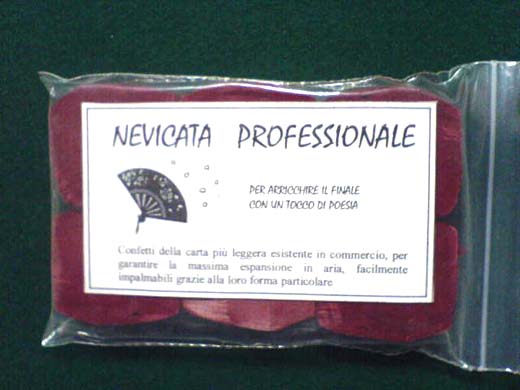 NEVICATA PROFESSIONALE
PER ARRICCHIRE IL FINALE
CON UN TOCCO DI POESIA
Confetti della carta più leggera esistente in commercio, per
garantire la massima espansione in aria, facilmente
impalmabili grazie alla loro forma particolare